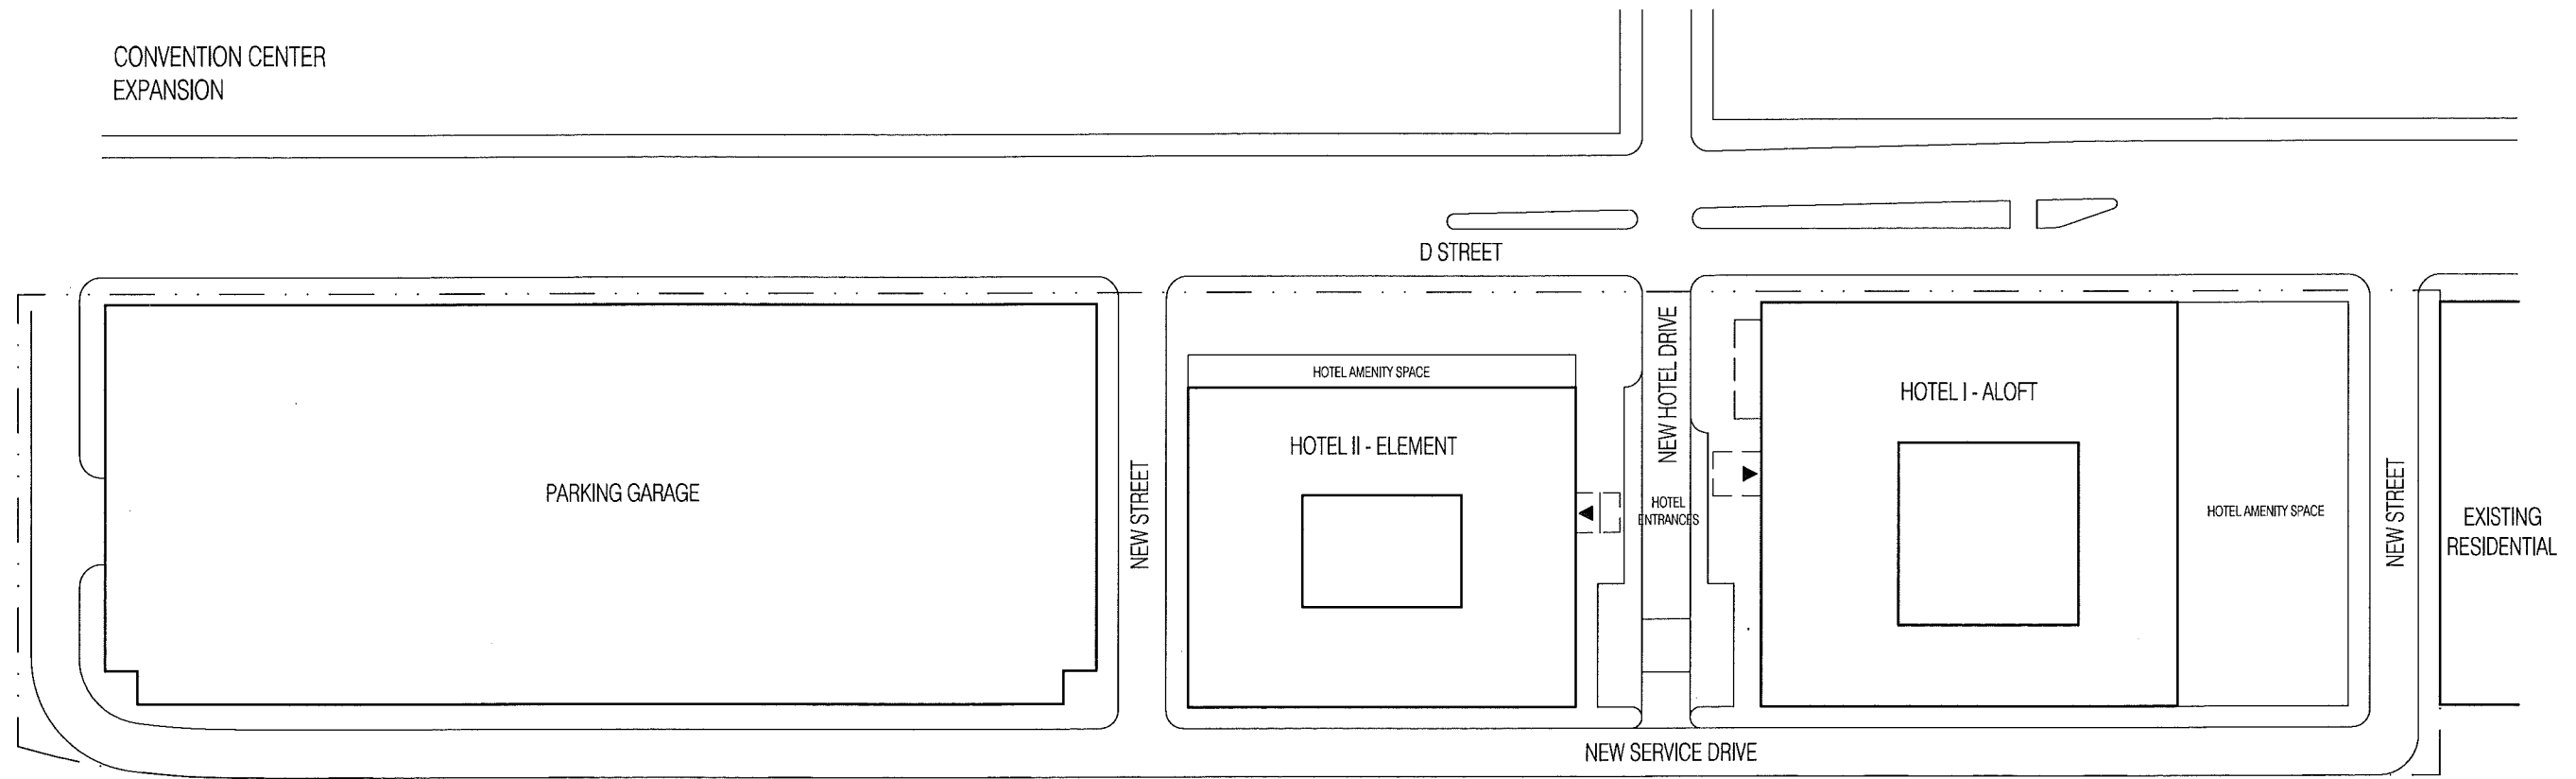 CONVENTION CENTER
EXPANSION
D STREET
NEW HOTEL DRIVE
HOTEL AMENITY SPACE
HOTEL I - ALOFT
HOTEL II - ELEMENT
PARKING GARAGE
NEW STREET
HOTEL
ENTRANCES
HOTEL AMENITY SPACE
NEW STREET
EXISTING
RESIDENTIAL
NEW SERVICE DRIVE